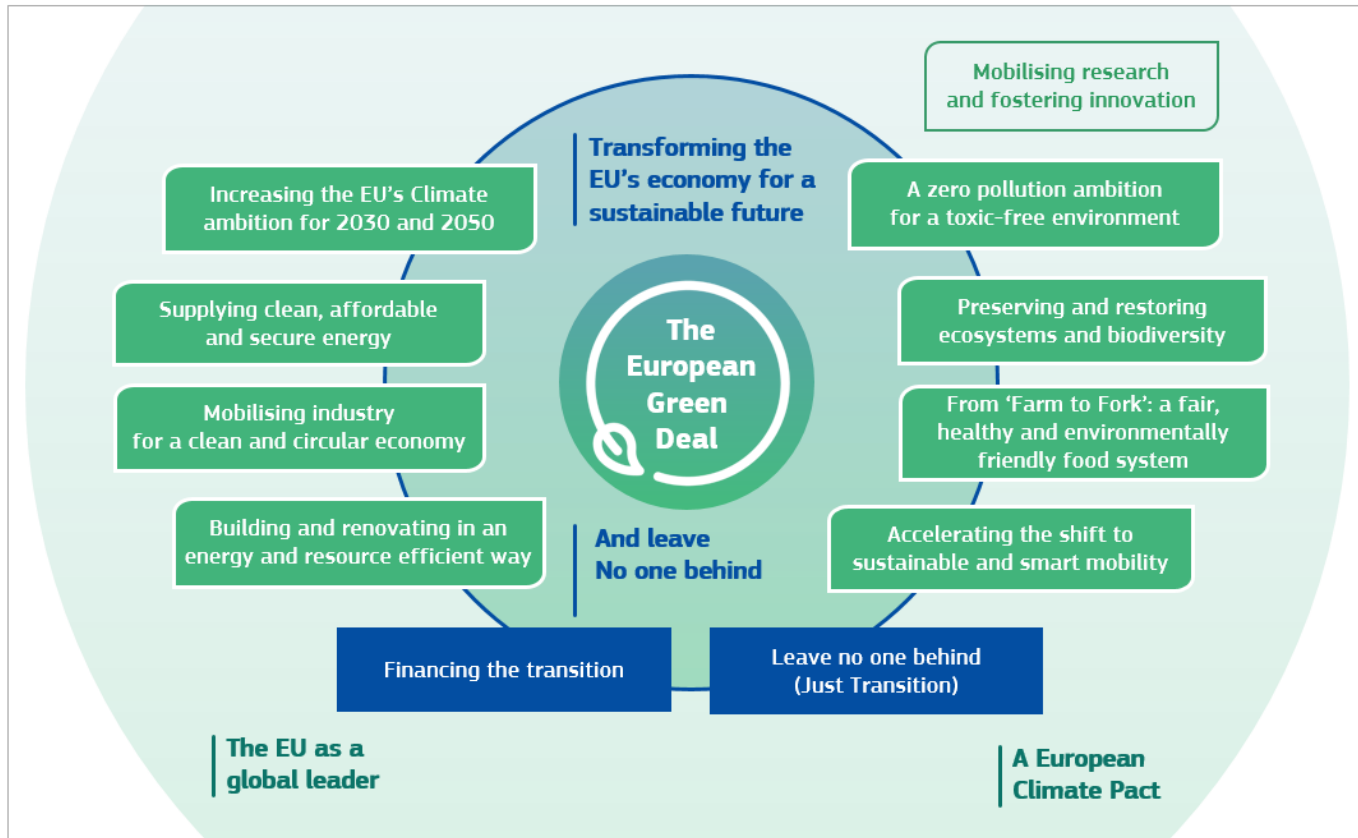 Mobilising research
and fostering innovation
Transforming the
EU's economy for a
sustainable future
Increasing the EU's Climate
ambition for 2030 and 2050
A zero pollution ambition
for a toxic-free environment
Supplying clean, affordable
and secure energy
The
European
Green
Deal
Preserving and restoring
ecosystems and biodiversity
Mobilising industry
for a clean and circular economy
From ‘Farm to Fork’: a fair,
healthy and environmentally
friendly food system
Building and renovating in an
energy and resource efficient way
And leave
No one behind
Accelerating the shift to
sustainable and smart mobility
Financing the transition
Leave no one behind
(Just Transition)
The EU as a
global leader
A European
Climate Pact